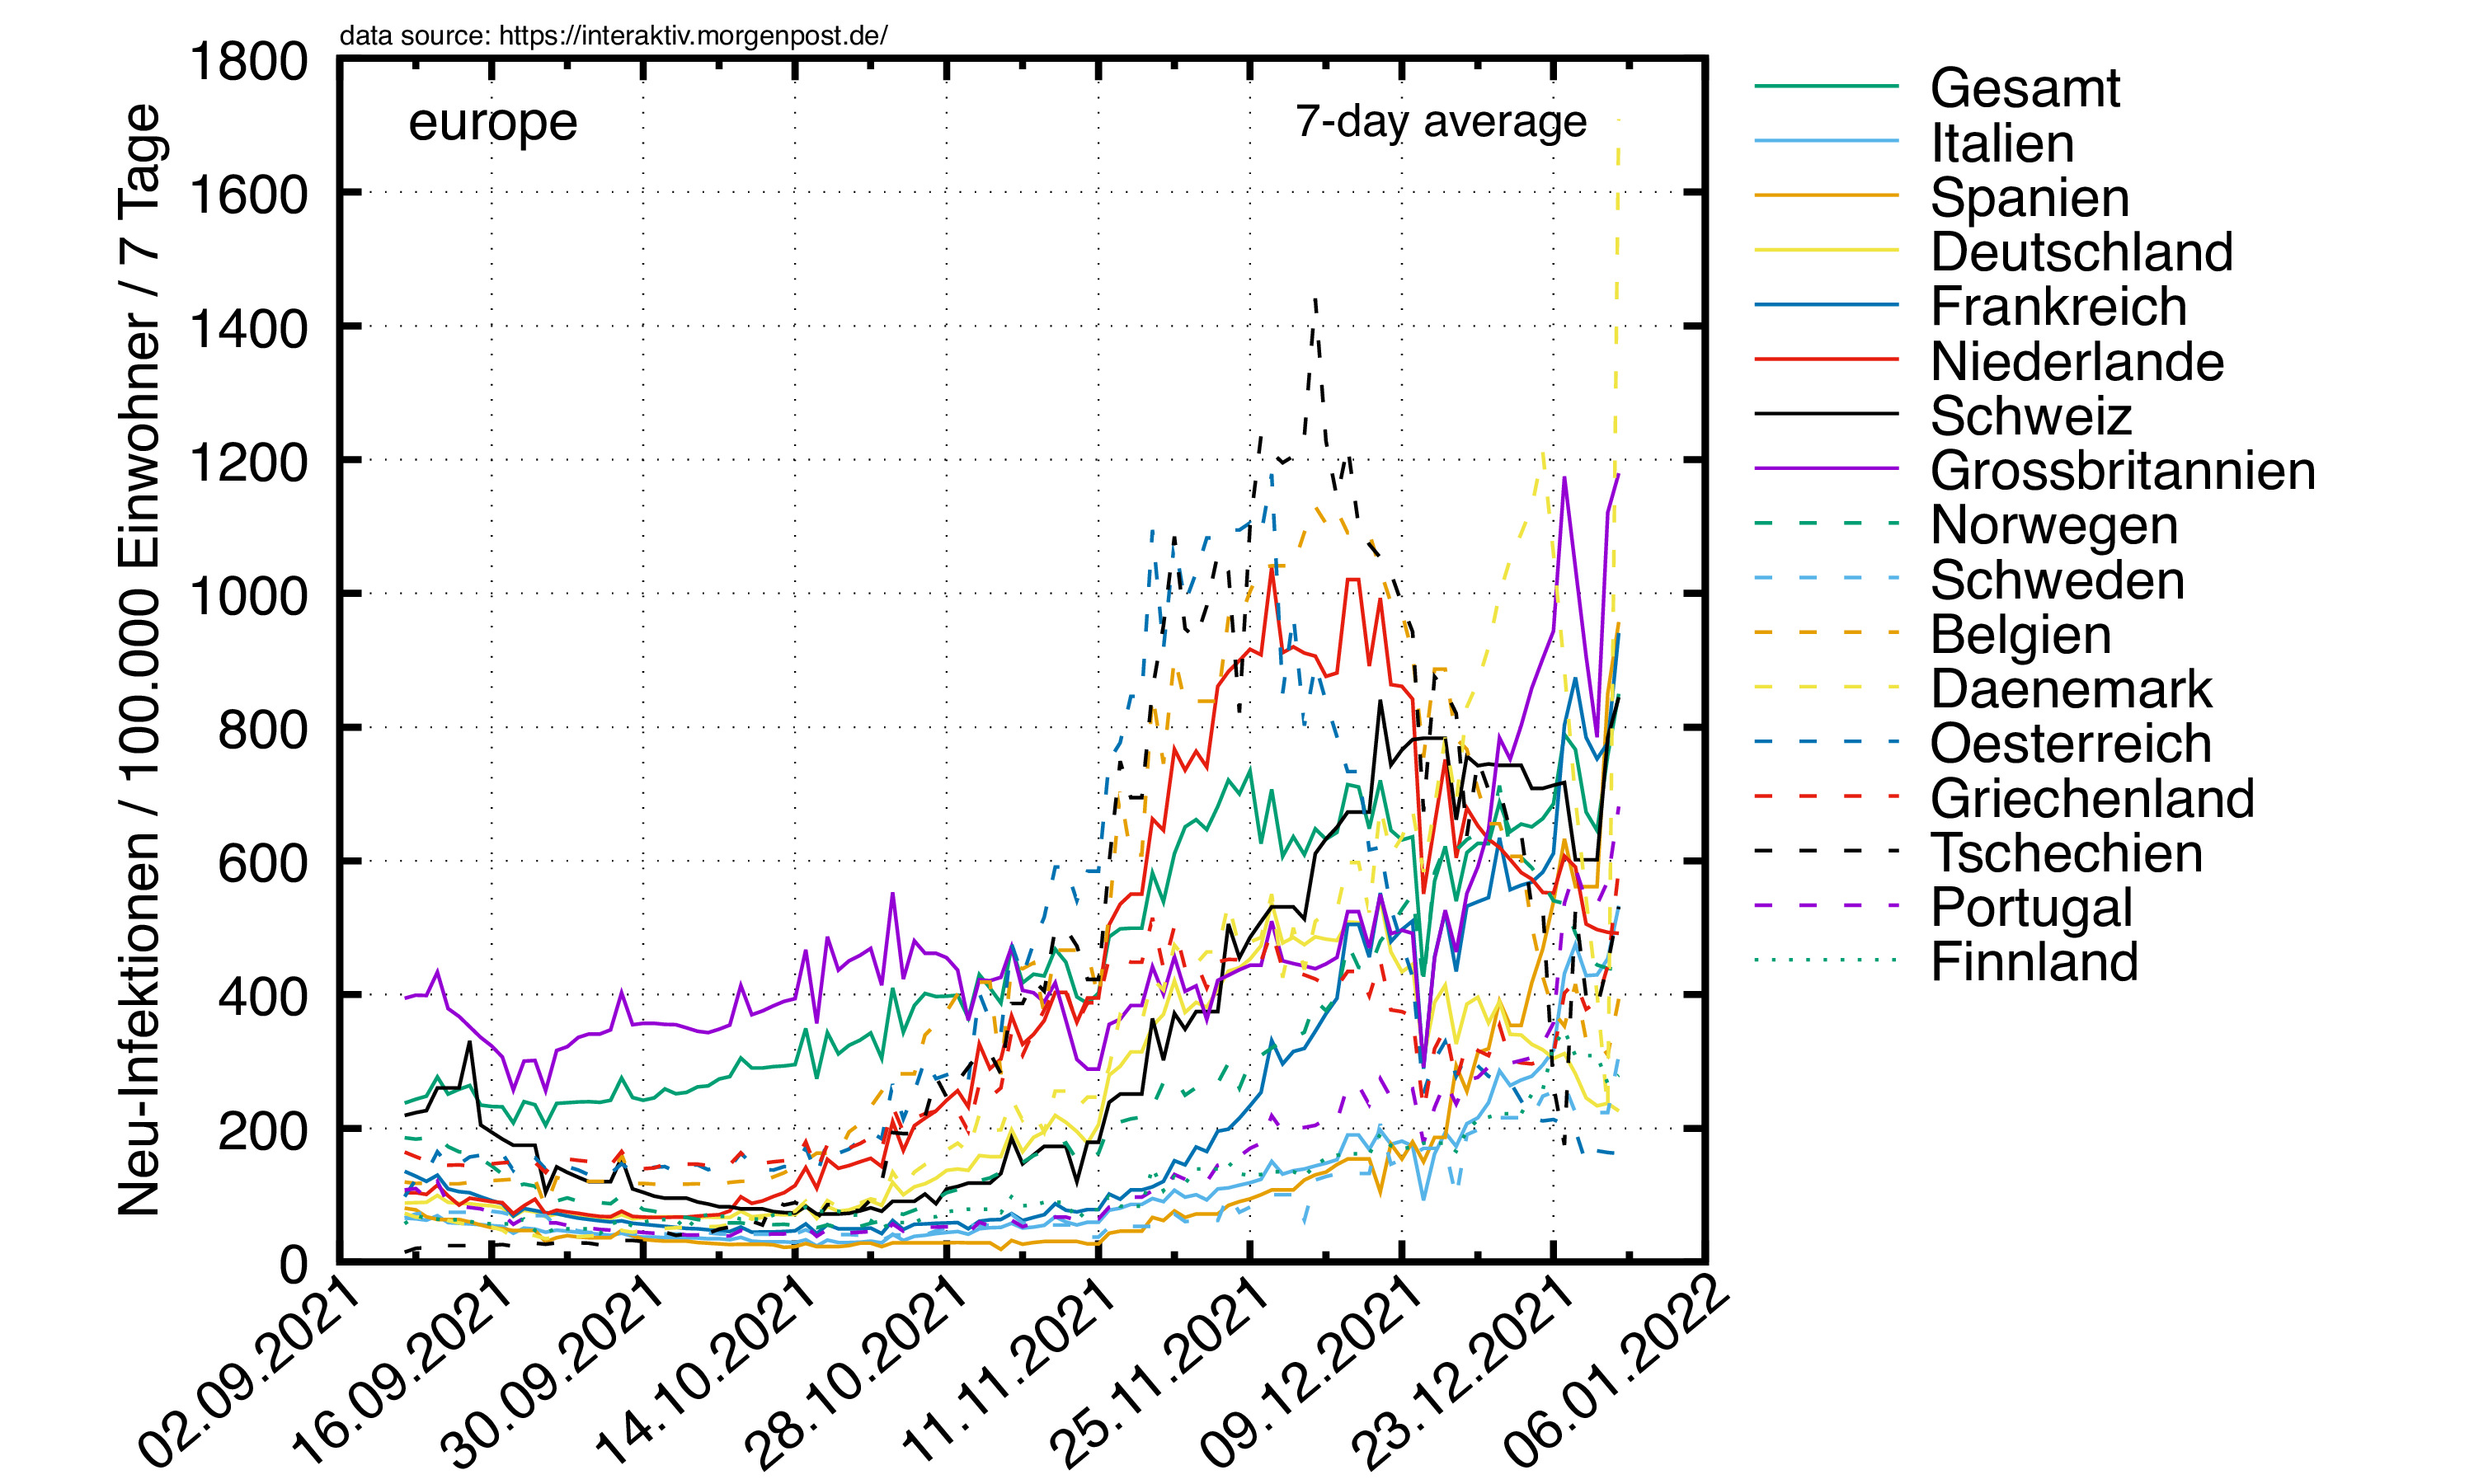 data source: https://interaktiv.morgenpost.de/
europe
7-day average
Neu-Infektionen / 100.000 Einwohner / 7 Tage
1800
1600
1400
1200
1000
800
600
400
200
0
02.09.2021
16.09.2021
30.09.2021
14.10.2021
28.10.2021
11.11.2021
25.11.2021
09.12.2021
23.12.2021
06.01.2022
Gesamt
Italien
Spanien
Deutschland
Frankreich
Niederlande
Schweiz
Grossbritannien
Norwegen
Schweden
Belgien
Daenemark
Oesterreich
Griechenland
Tschechien
Portugal
Finnland